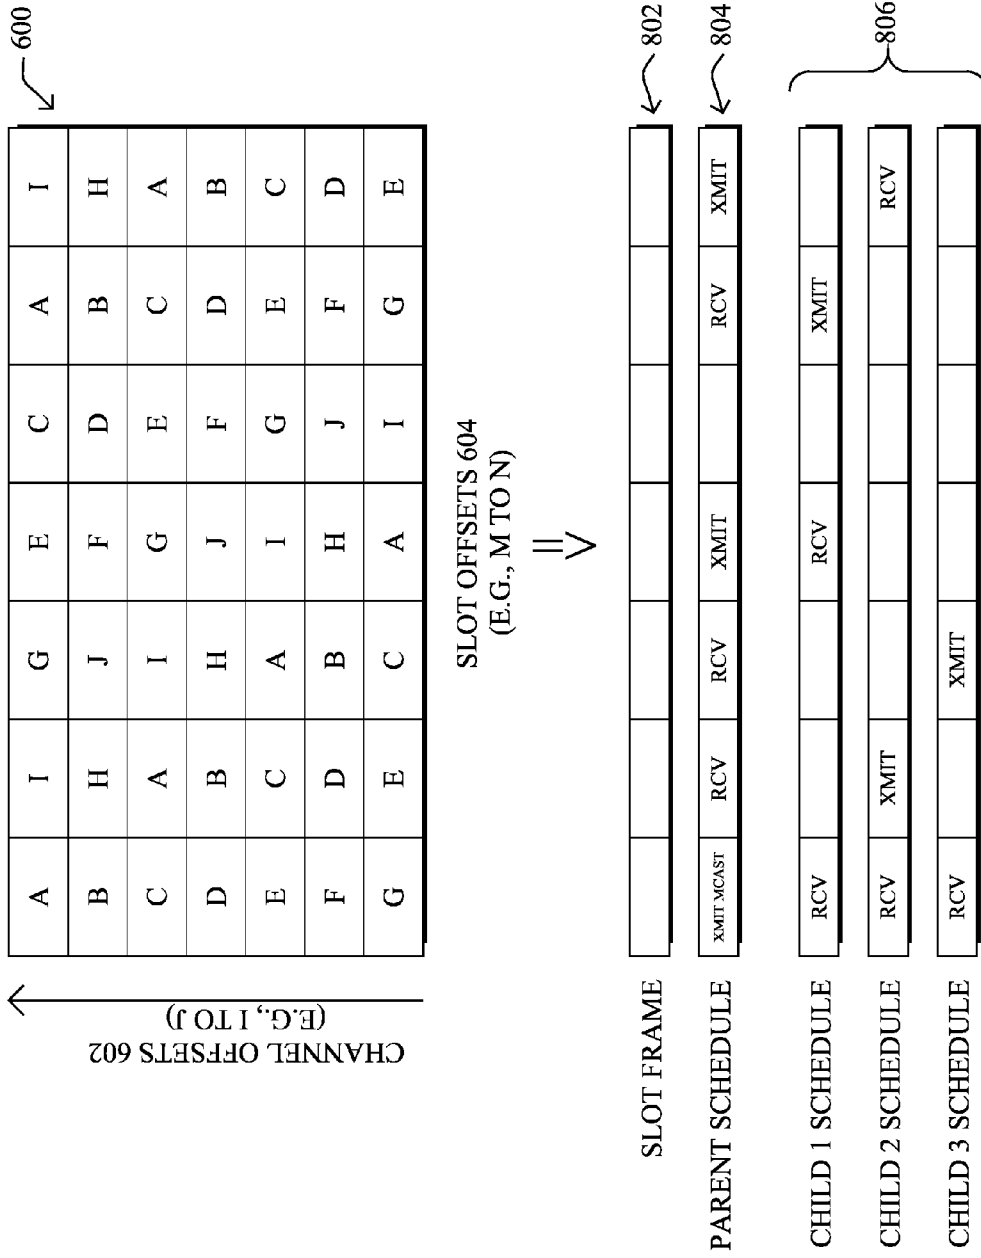 600
A I G E C A I
B H J F D B H
C A I G E C A
D B H J F D B
E C A I G E C
F D B H J F D
G E C A I G E
CHANNEL OFFSETS 602
(E.G., I TO J)
SLOT OFFSETS 604
(E.G., M TO N)
SLOT FRAME 802
PARENT SCHEDULE XMIT MCAST RCV RCV XMIT RCV XMIT 804
CHILD 1 SCHEDULE RCV RCV XMIT
CHILD 2 SCHEDULE RCV XMIT RCV 806
CHILD 3 SCHEDULE RCV XMIT